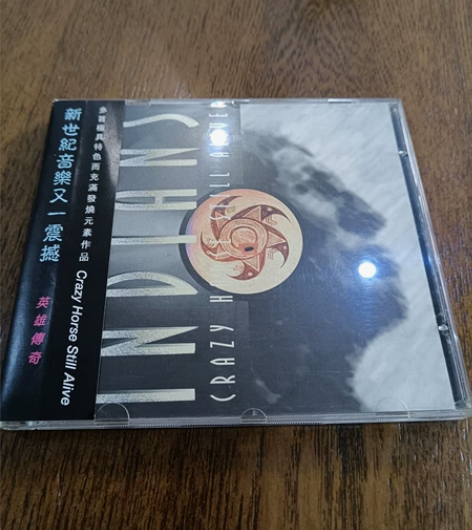 新世紀音樂又一震撼
英雄傳奇
多首極具特色而充滿發燒元素作品
Crazy Horse Still Alive
INDIANS
CRAZY HORSE STILL ALIVE